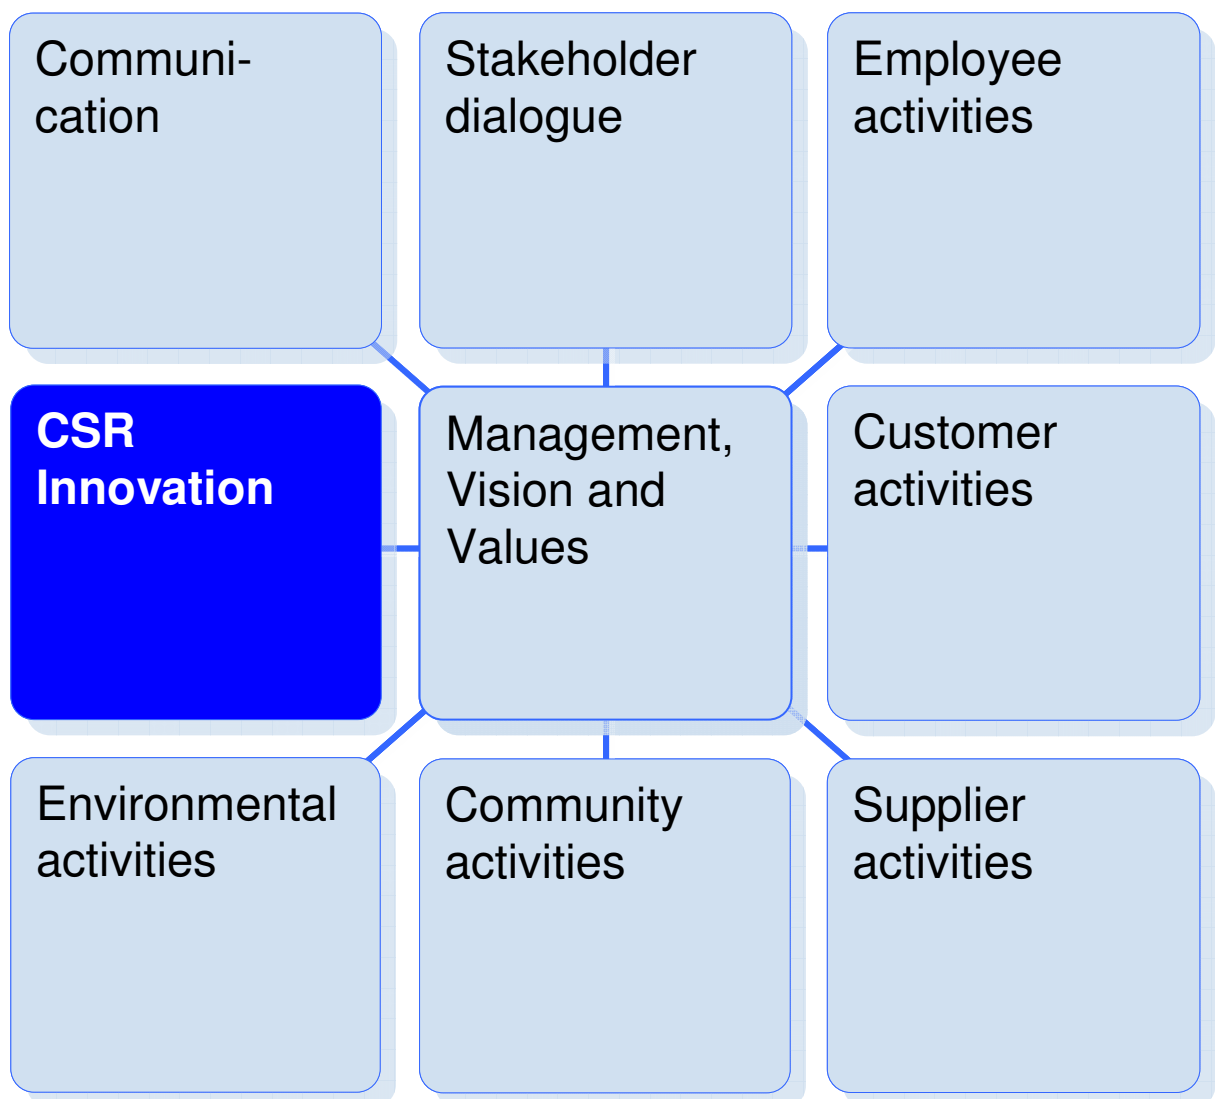 Communi-
cation
Stakeholder
dialogue
Employee
activities
CSR
Innovation
Management,
Vision and
Values
Customer
activities
Environmental
activities
Community
activities
Supplier
activities